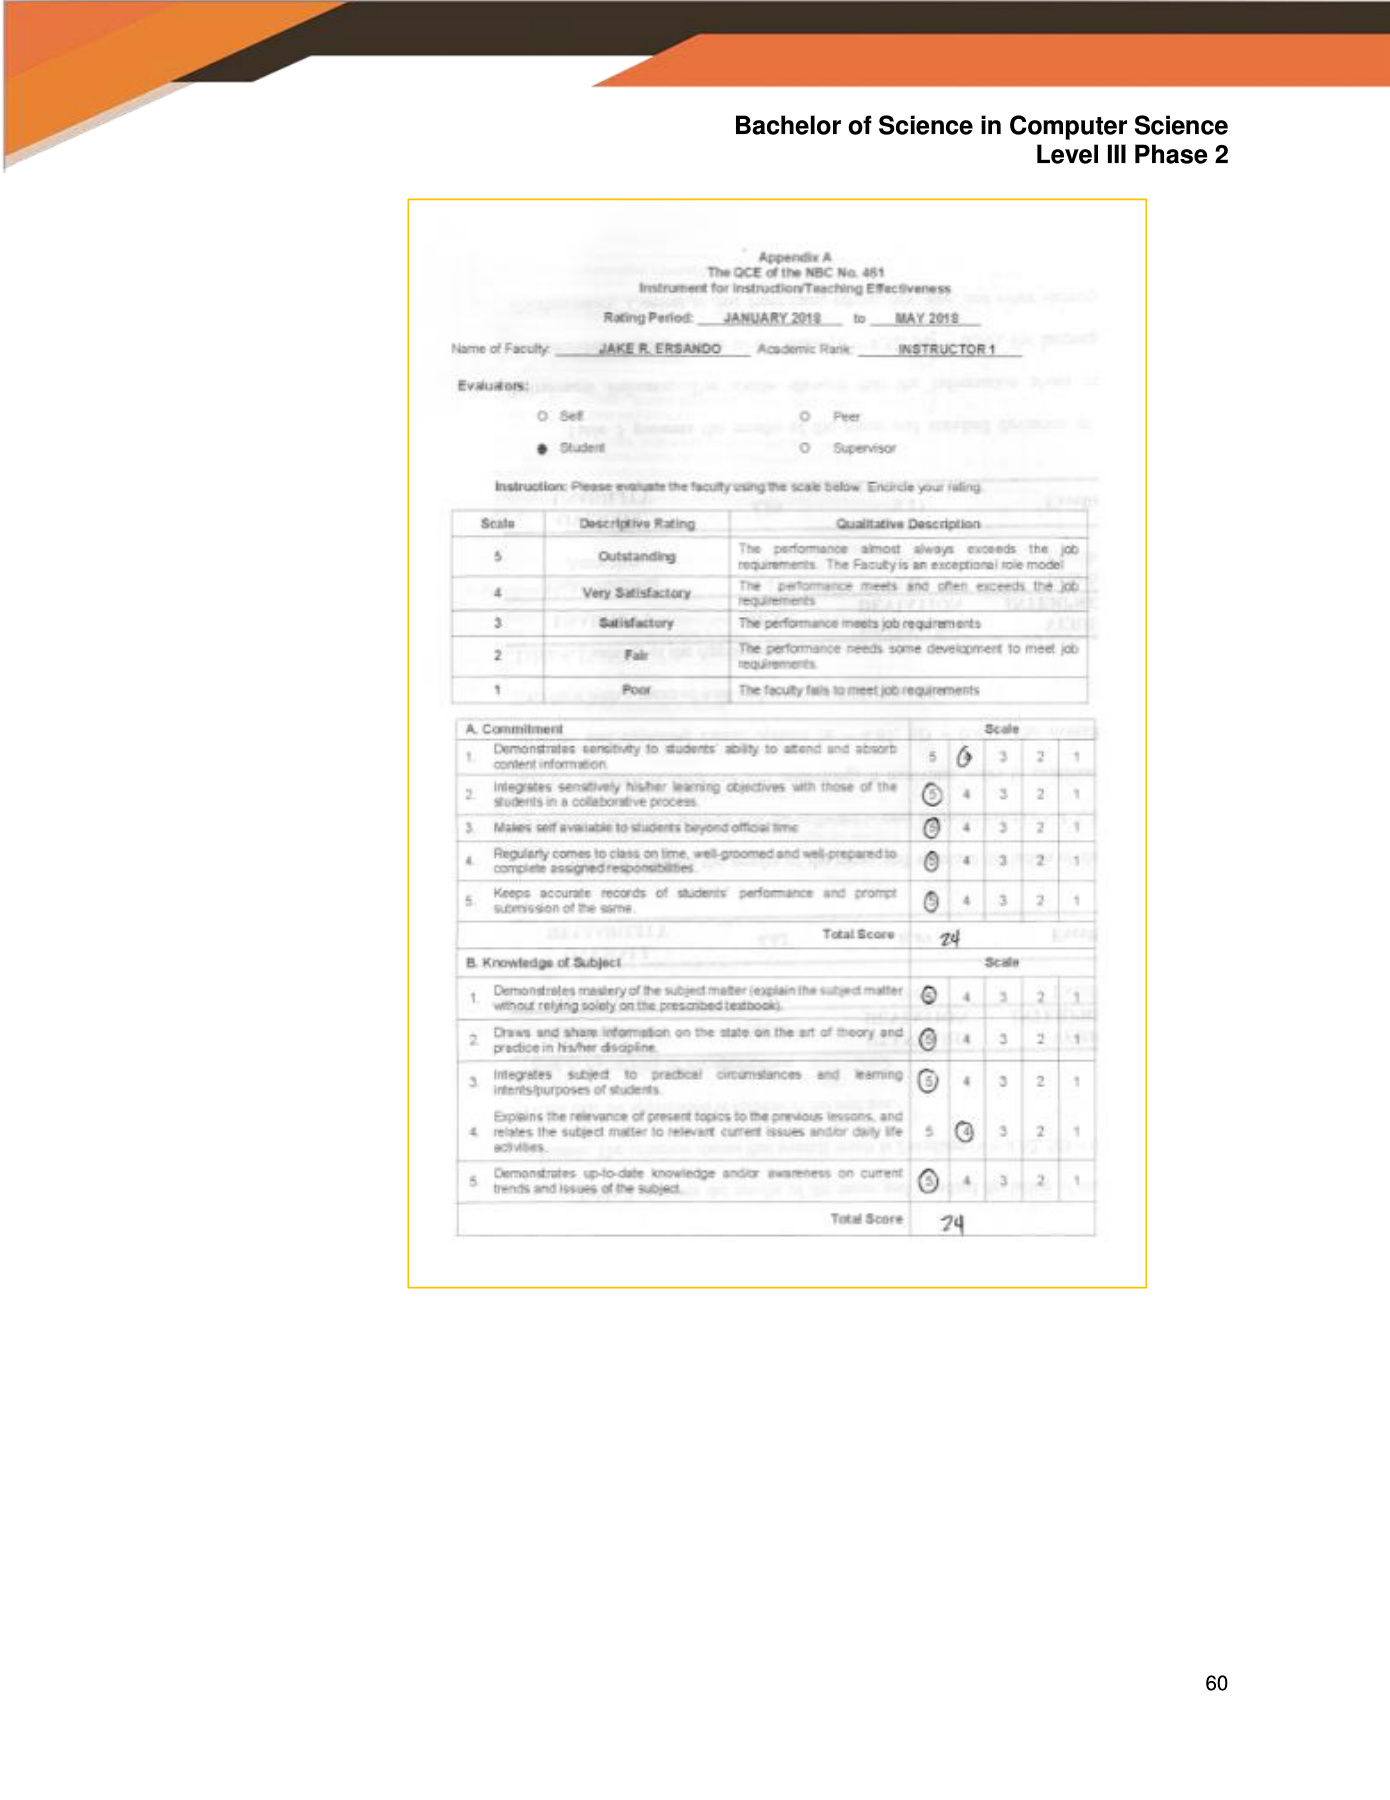 Bachelor of Science in Computer Science
Level III Phase 2
Appendix A
The QCE of the NBC No. 461
Instrument for Instruction/Teaching Effectiveness
Rating Period: JANUARY 2018 to MAY 2018
Name of Faculty: JAKE R. ERSANDO Academic Rank: INSTRUCTOR 1
Evaluators:
Self Peer
Student Supervisor
Instruction: Please evaluate the faculty using the scale below. Encircle your rating.
Scale Descriptive Rating Qualitative Description
5 Outstanding The performance almost always exceeds the job
requirements. The Faculty is an exceptional role model
4 Very Satisfactory The performance meets and often exceeds the job
requirements
3 Satisfactory The performance meets job requirements
2 Fair The performance needs some development to meet job
requirements.
1 Poor The faculty fails to meet job requirements
A. Commitment Scale
1. Demonstrates sensitivity to students' ability to attend and absorb
content information. 5 3 2 1
2. Integrates sensitively his/her learning objectives with those of the
students in a collaborative process. 5 4 3 2 1
3. Makes self available to students beyond official time 5 4 3 2 1
4. Regularly comes to class on time, well-groomed and well-prepared to
complete assigned responsibilities. 5 4 3 2 1
5. Keeps accurate records of students' performance and prompt
submission of the same. 5 4 3 2 1
Total Score 24
B. Knowledge of Subject Scale
1. Demonstrates mastery of the subject matter (explain the subject matter
without relying solely on the prescribed textbook). 5 4 3 2 1
2. Draws and share information on the state on the art of theory and
practice in his/her discipline. 5 4 3 2 1
3. Integrates subject to practical circumstances and learning
intents/purposes of students. 5 4 3 2 1
4. Explains the relevance of present topics to the previous lessons, and
relates the subject matter to relevant current issues and/or daily life 5 4 3 2 1
activities.
5. Demonstrates up-to-date knowledge and/or awareness on current
trends and issues of the subject. 5 4 3 2 1
Total Score 24
60